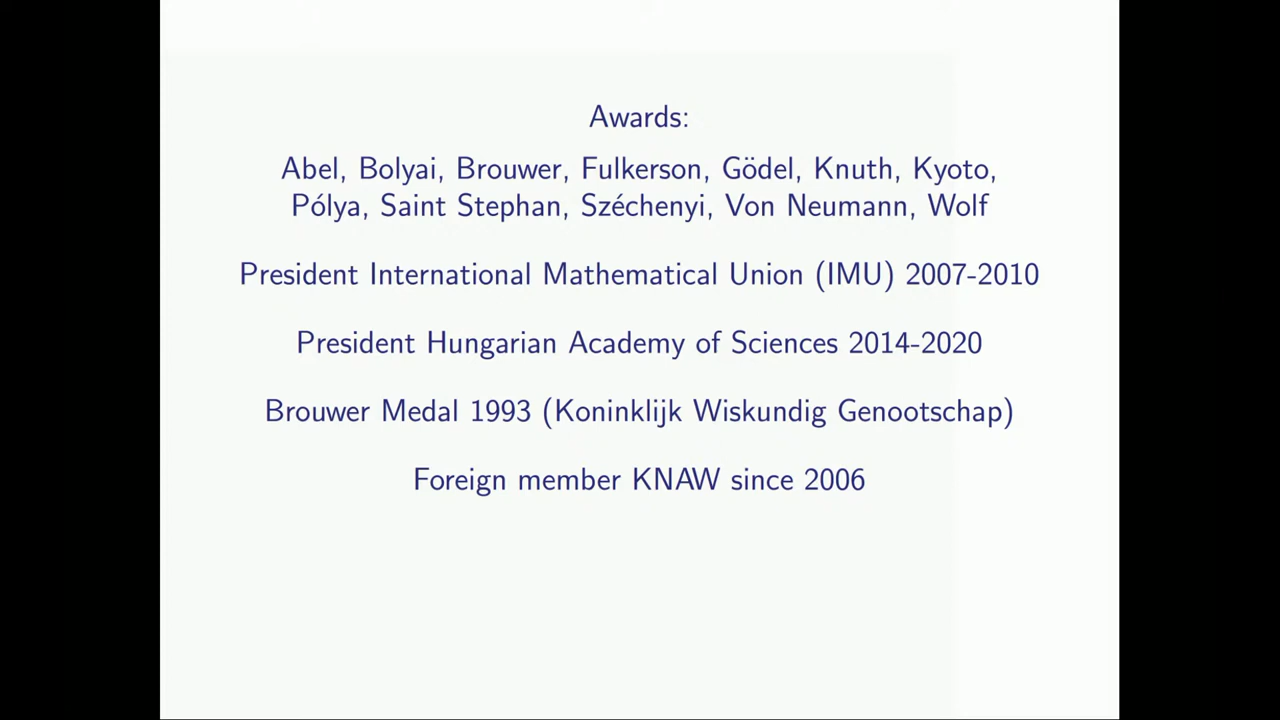 Awards:
Abel, Bolyai, Brouwer, Fulkerson, Gödel, Knuth, Kyoto,
Pólya, Saint Stephan, Széchenyi, Von Neumann, Wolf
President International Mathematical Union (IMU) 2007-2010
President Hungarian Academy of Sciences 2014-2020
Brouwer Medal 1993 (Koninklijk Wiskundig Genootschap)
Foreign member KNAW since 2006